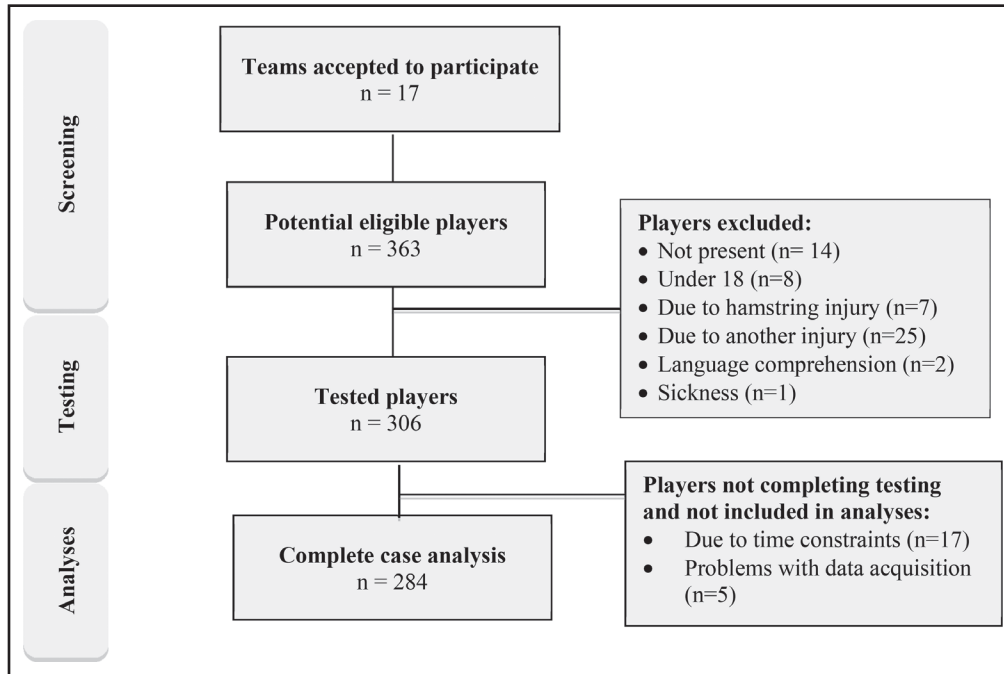 Screening
Teams accepted to participate
n = 17
Potential eligible players
n = 363
Players excluded:
• Not present (n= 14)
• Under 18 (n=8)
• Due to hamstring injury (n=7)
• Due to another injury (n=25)
• Language comprehension (n=2)
• Sickness (n=1)
Testing
Tested players
n = 306
Players not completing testing
and not included in analyses:
• Due to time constraints (n=17)
• Problems with data acquisition
(n=5)
Analyses
Complete case analysis
n = 284